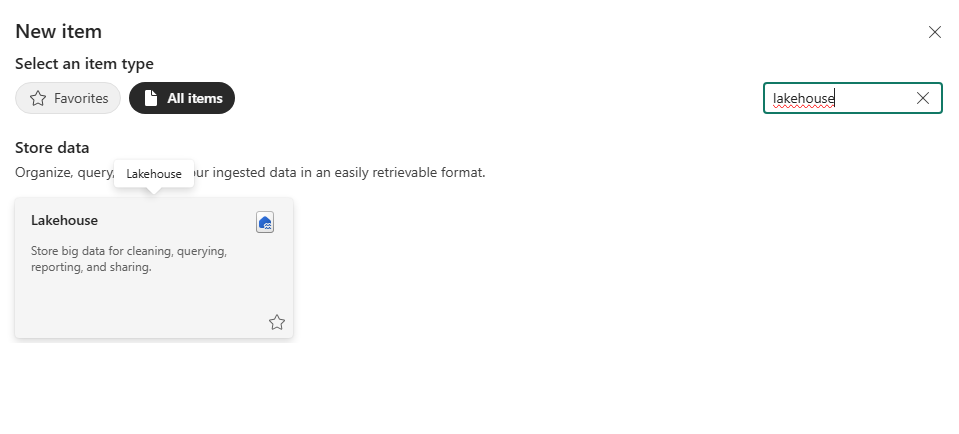 New item
Select an item type
Favorites
All items
lakehouse
Store data
Organize, query, ur ingested data in an easily retrievable format.
Lakehouse
Lakehouse
Store big data for cleaning, querying,
reporting, and sharing.